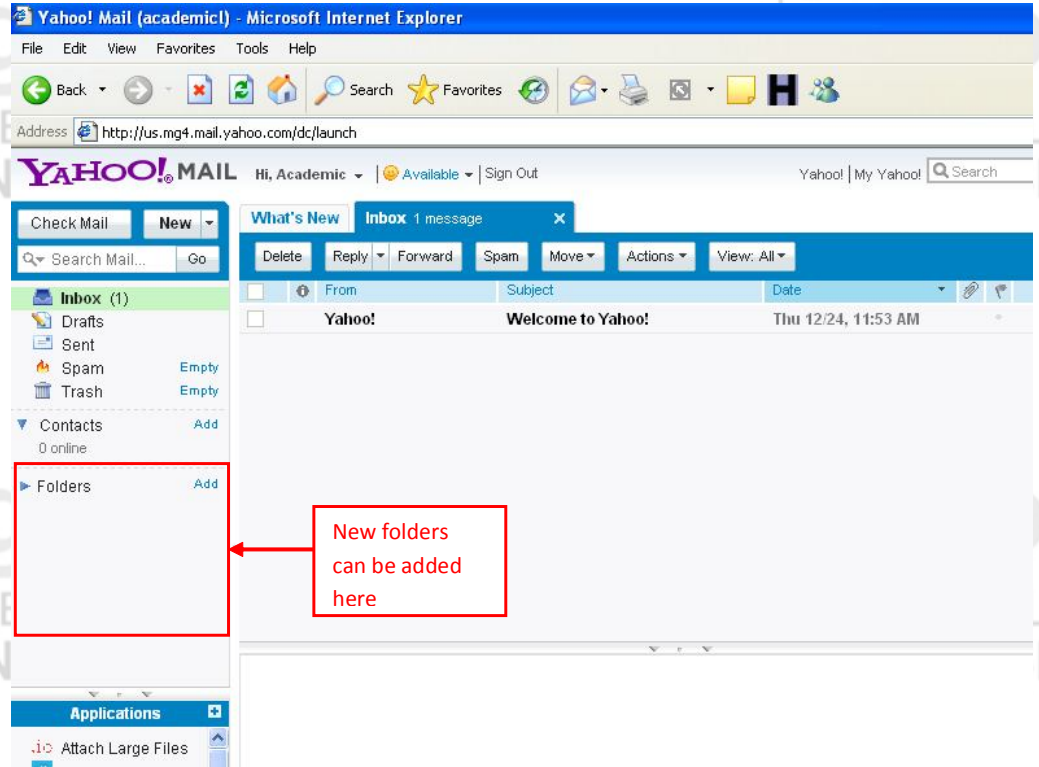 Yahoo! Mail (academicl) - Microsoft Internet Explorer
File Edit View Favorites Tools Help
Back Search Favorites
Address http://us.mg4.mail.yahoo.com/dc/launch
YAHOO!® MAIL Hi, Academic Available Sign Out Yahoo! My Yahoo! Search
Check Mail New What's New Inbox 1 message X
Search Mail... Go Delete Reply Forward Spam Move Actions View: All
From Subject Date
Inbox (1) Yahoo! Welcome to Yahoo! Thu 12/24, 11:53 AM
Drafts
Sent
Spam Empty
Trash Empty
Contacts Add
0 online
Folders Add
New folders
can be added
here
Applications
.io Attach Large Files